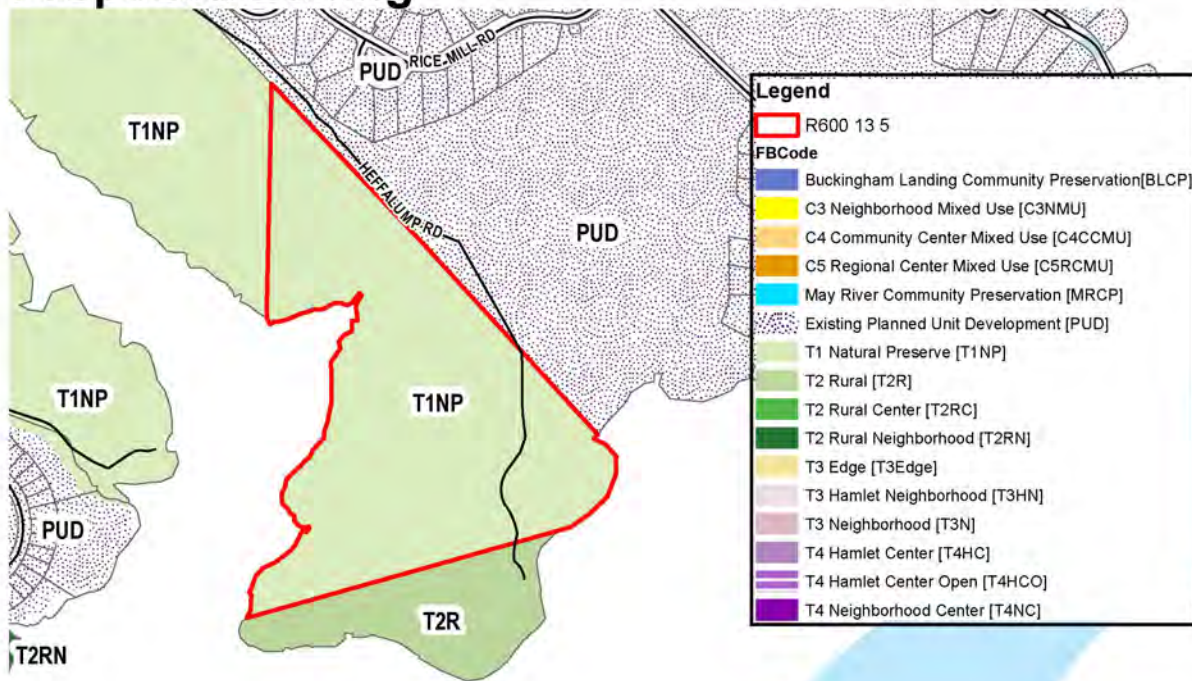 PUD
RICE-MILL-RD
T1NP
HEFFALUMP-RD
PUD
T1NP
T1NP
PUD
T2R
T2RN
Legend
R600 13 5
FBCode
Buckingham Landing Community Preservation[BLCP]
C3 Neighborhood Mixed Use [C3NMU]
C4 Community Center Mixed Use [C4CCMU]
C5 Regional Center Mixed Use [C5RCMU]
May River Community Preservation [MRCP]
Existing Planned Unit Development [PUD]
T1 Natural Preserve [T1NP]
T2 Rural [T2R]
T2 Rural Center [T2RC]
T2 Rural Neighborhood [T2RN]
T3 Edge [T3Edge]
T3 Hamlet Neighborhood [T3HN]
T3 Neighborhood [T3N]
T4 Hamlet Center [T4HC]
T4 Hamlet Center Open [T4HCO]
T4 Neighborhood Center [T4NC]